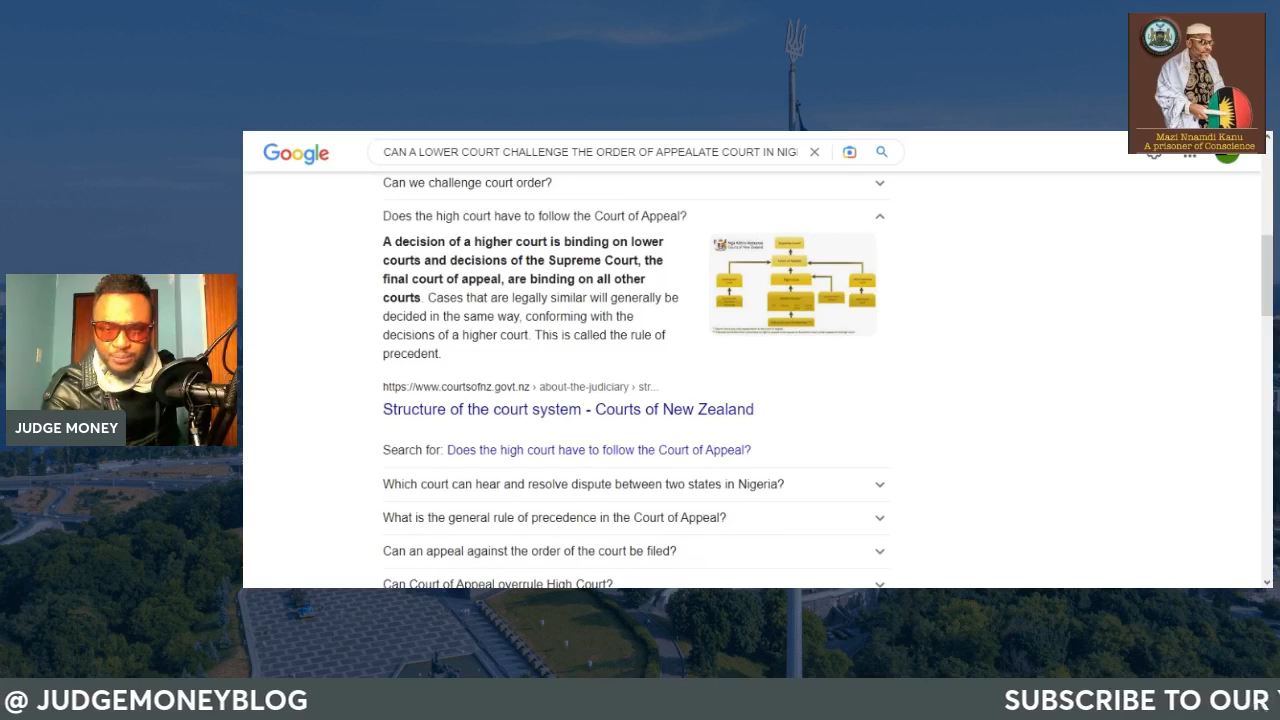 Mazi Nnamdi Kanu
A prisoner of Conscience
Google
CAN A LOWER COURT CHALLENGE THE ORDER OF APPEALATE COURT IN NIG
Can we challenge court order?
Does the high court have to follow the Court of Appeal?
A decision of a higher court is binding on lower
courts and decisions of the Supreme Court, the
final court of appeal, are binding on all other
courts. Cases that are legally similar will generally be
decided in the same way, conforming with the
decisions of a higher court. This is called the rule of
precedent.
https://www.courtsofnz.govt.nz › about-the-judiciary › str...
Structure of the court system - Courts of New Zealand
Search for: Does the high court have to follow the Court of Appeal?
Which court can hear and resolve dispute between two states in Nigeria?
What is the general rule of precedence in the Court of Appeal?
Can an appeal against the order of the court be filed?
Can Court of Appeal overrule High Court?
JUDGE MONEY
@ JUDGEMONEYBLOG
SUBSCRIBE TO OUR